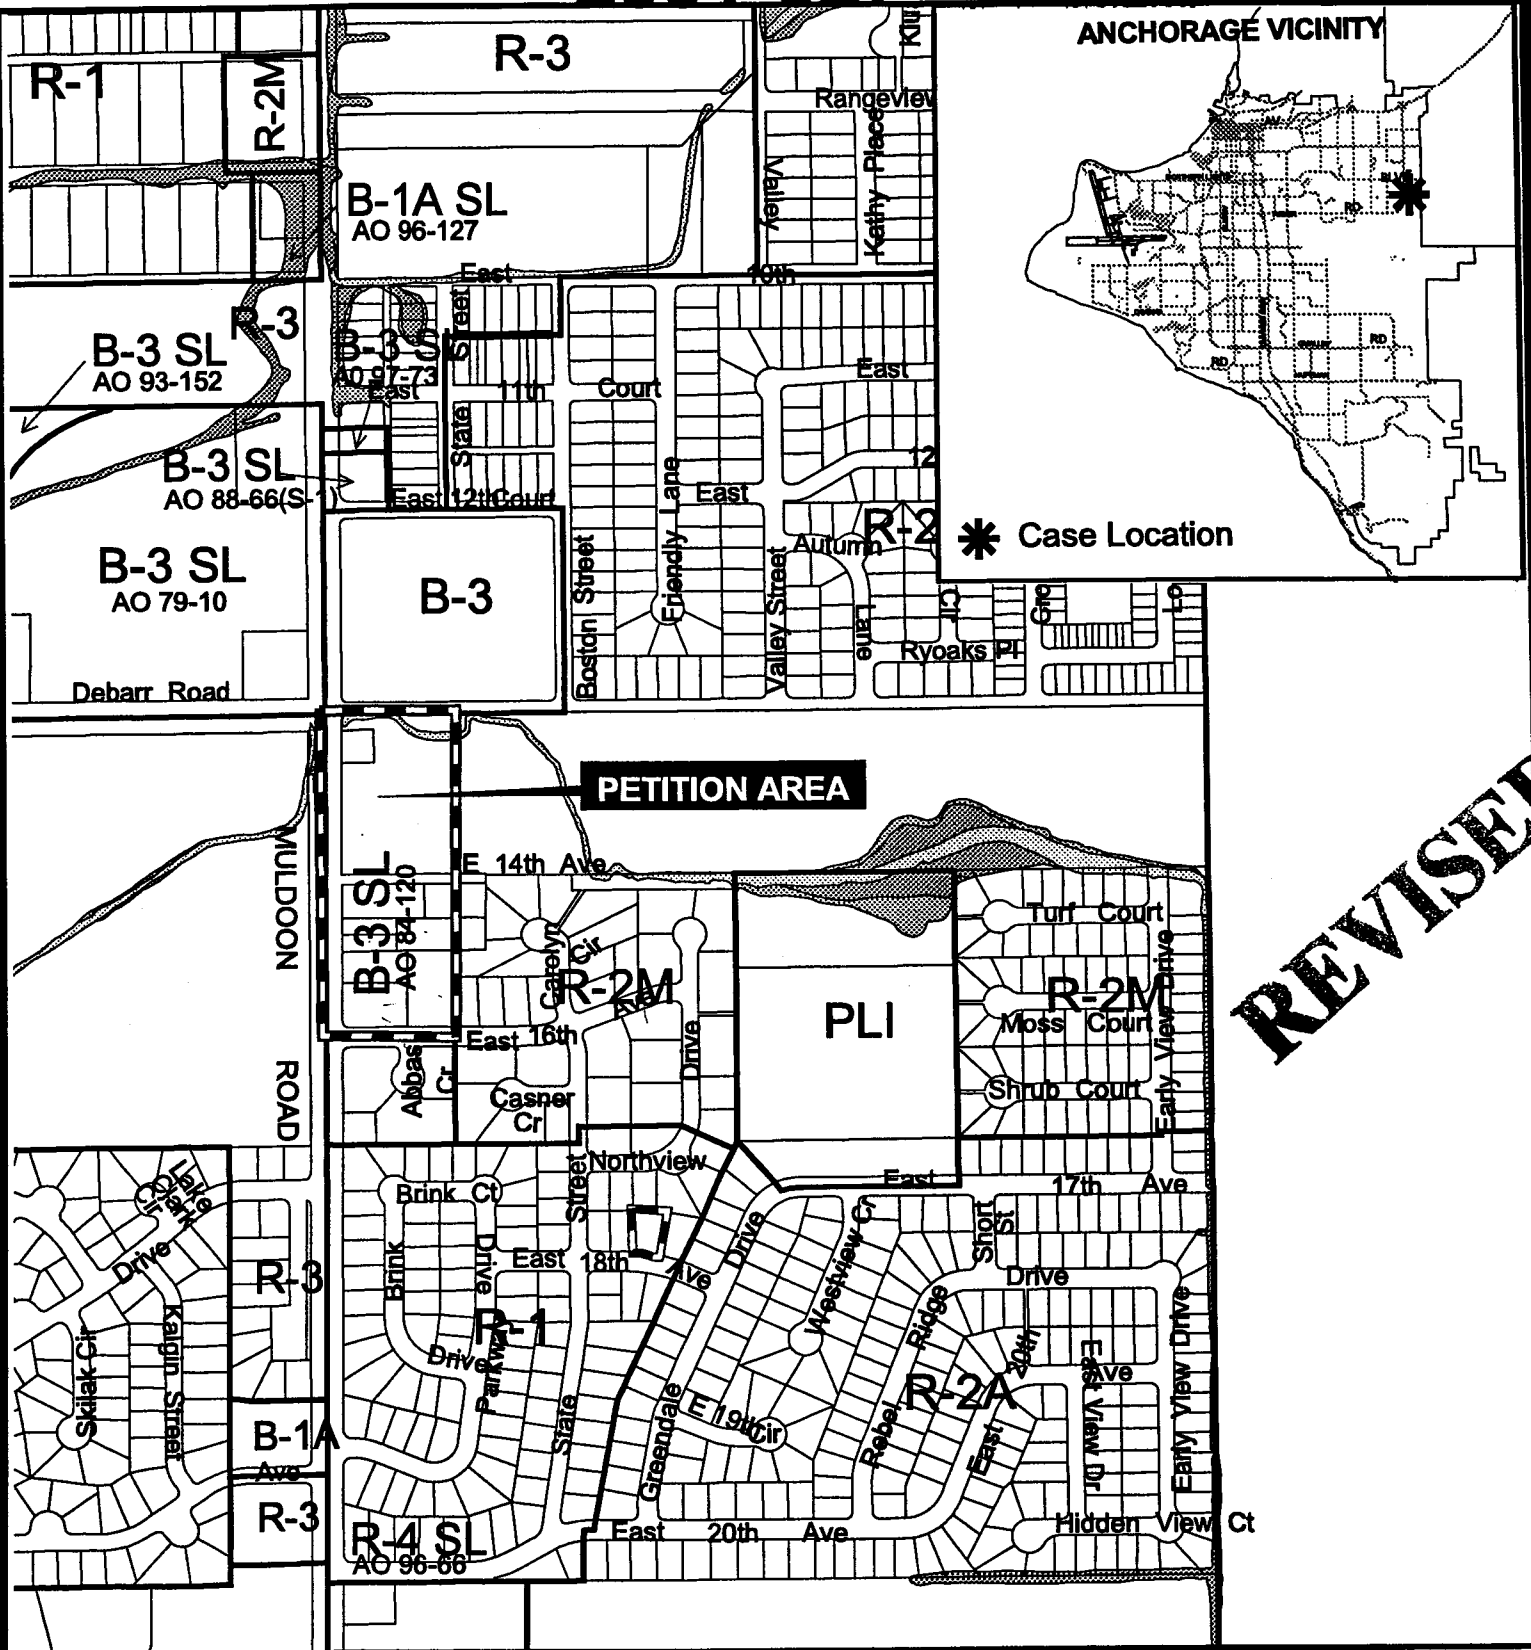 ANCHORAGE VICINITY
R-1
R-2M
R-3
Rangeview
Valley
Kathy Place
B-1A SL
AO 96-127
RD
RD
RD
East 10th
R-3
B-3 SL
AO 93-152
B-3 SL
AO 97-73
East 11th Court
State Street
East
B-3 SL
AO 88-66(S-1)
East 12th Court
East 12
R-2
Case Location
B-3 SL
AO 79-10
B-3
Boston Street
Friendly Lane
Valley Street
Autumn Lane
Cir
Ryoaks Pl
Gro
Lo
Debarr Road
PETITION AREA
REVISED
MULDOON ROAD
B-3 SL
AO 84-120
E 14th Ave
Carolyn Cir
R-2M
Ave
Drive
East 16th
PLI
Turf Court
R-2M
Moss Court
Shrub Court
Early View Drive
Abbas Cr
Casner Cr
Northview
East 17th Ave
Lake Clark Cir
Drive
Brink Ct
Street
Short St
R-3
Brink
Drive
East 18th Ave
Drive
Westview Cr
Ridge
Drive
Kalgin Street
Skilak Cir
R-1
Drive
Parkway
State
Greendale
E 19th Cir
Rebel
R-2A
East 20th Ave
East View Dr
Early View Drive
B-1A
Ave
R-3
R-4 SL
AO 96-66
East 20th Ave
Hidden View Ct